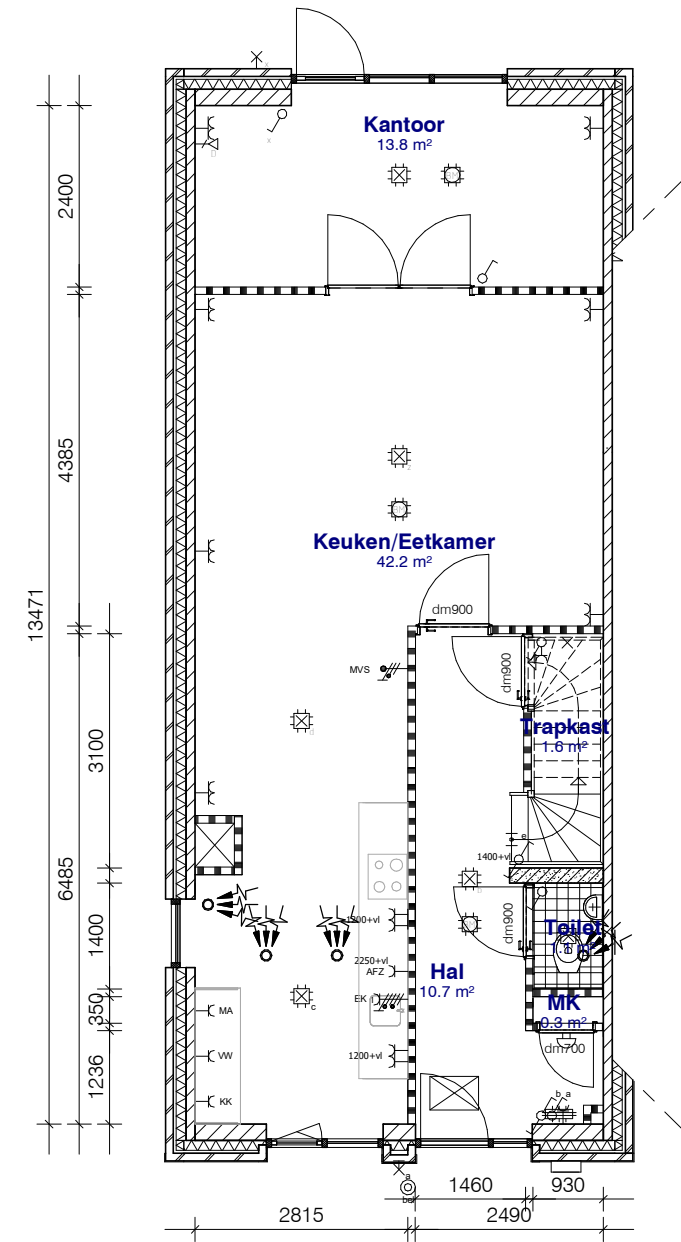 Kantoor
13.8 m²
2400
4385
13471
Keuken/Eetkamer
42.2 m²
dm900
dm900
MVS
Trapkast
1.6 m²
3100
6485
e
1400+vl
1200+vl
dm900
Toilet
2250+vl
AFZ
Hal
10.7 m²
1400
EK
c
MK
0.3 m²
350
MA
dm700
1200+vl
VW
1236
KK
b a
a
bel
1460
930
2815
2490